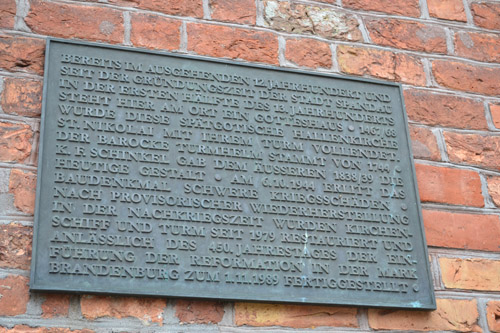 BEREITS IM AUSGEHENDEN 12. JAHRHUNDERT UND
SEIT DER GRÜNDUNGSZEIT DER STADT SPANDAU
IN DER ERSTEN HÄLFTE DES 13. JAHRHUNDERTS
STEHT HIER AM ORT EIN GOTTESHAUS • 1467/68
WURDE DIESE SPÄTGOTISCHE HALLENKIRCHE
ST. NIKOLAI MIT IHREM TURM VOLLENDET •
DER BAROCKE TURMHELM STAMMT VON 1744 •
K. F. SCHINKEL GAB DEM ÄUSSEREN 1838/39
HEUTIGE GESTALT • AM 6.10.1944 ERLITT DAS
BAUDENKMAL SCHWERE KRIEGSSCHÄDEN •
NACH PROVISORISCHER WIEDERHERSTELLUNG
IN DER NACHKRIEGSZEIT WURDEN KIRCHEN-
SCHIFF UND TURM SEIT 1975 RESTAURIERT UND
ANLÄSSLICH DES 450. JAHRESTAGES DER EIN-
FÜHRUNG DER REFORMATION IN DER MARK
BRANDENBURG ZUM 1.11.1989 FERTIGGESTELLT •